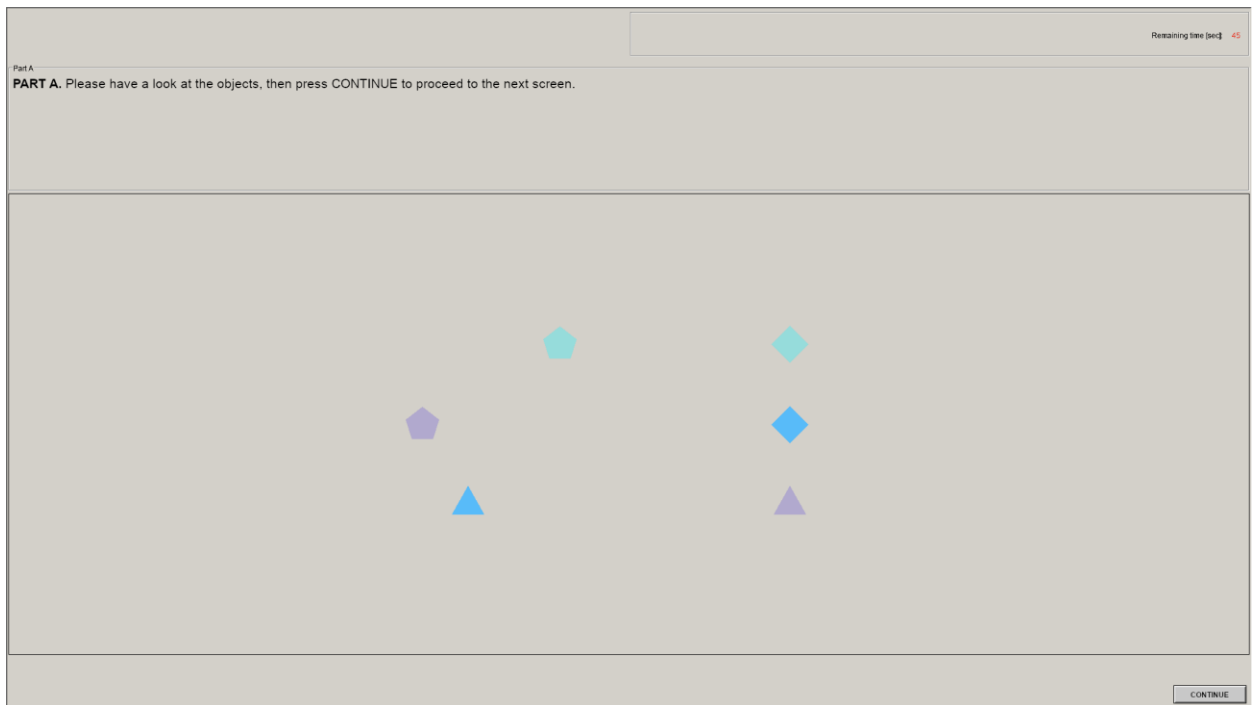 Remaining time [sec]: 45
Part A
PART A. Please have a look at the objects, then press CONTINUE to proceed to the next screen.
CONTINUE